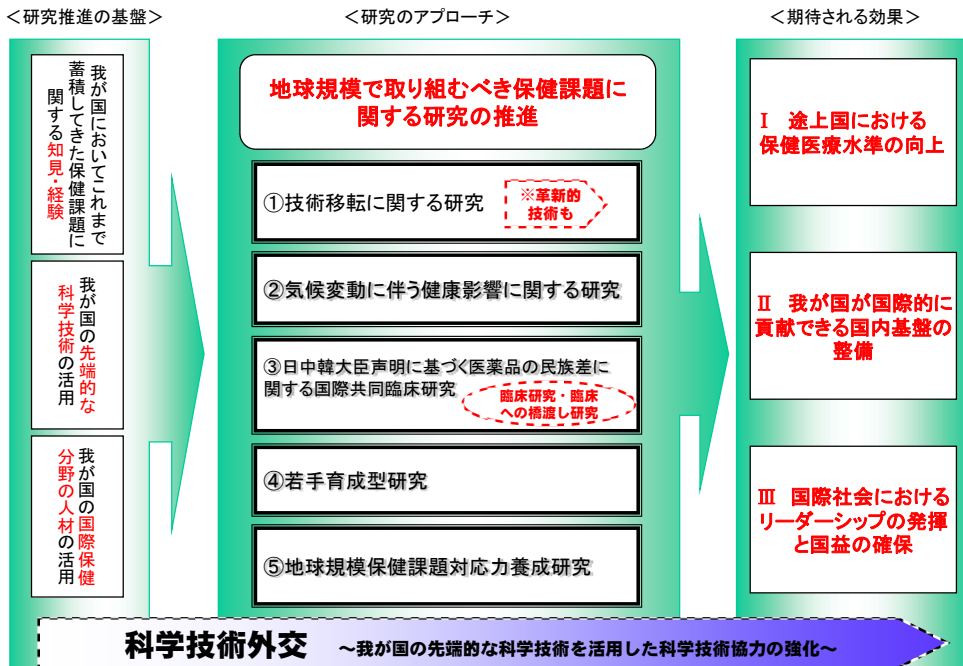 ＜研究推進の基盤＞
＜研究のアプローチ＞
＜期待される効果＞
我が国においてこれまで
蓄積してきた保健課題に
関する知見・経験
我が国の先端的な
科学技術の活用
我が国の国際保健
分野の人材の活用
地球規模で取り組むべき保健課題に
関する研究の推進
①技術移転に関する研究
※革新的
技術も
②気候変動に伴う健康影響に関する研究
③日中韓大臣声明に基づく医薬品の民族差に
関する国際共同臨床研究
臨床研究・臨床
への橋渡し研究
④若手育成型研究
⑤地球規模保健課題対応力養成研究
Ⅰ　途上国における
保健医療水準の向上
Ⅱ　我が国が国際的に
貢献できる国内基盤の
整備
Ⅲ　国際社会における
リーダーシップの発揮
と国益の確保
科学技術外交　～我が国の先端的な科学技術を活用した科学技術協力の強化～